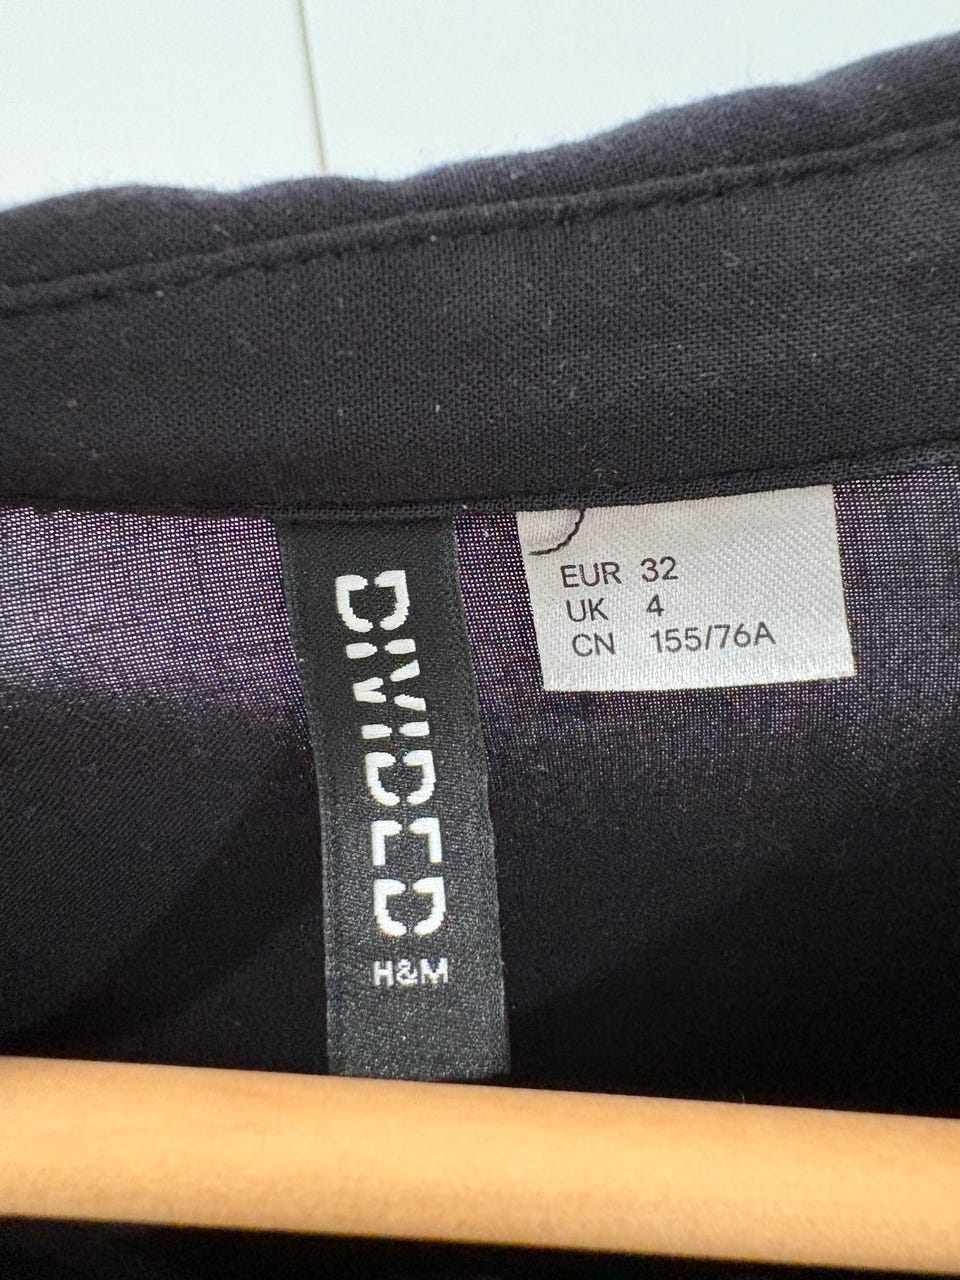 DIVIDED
H&M
EUR 32
UK 4
CN 155/76A